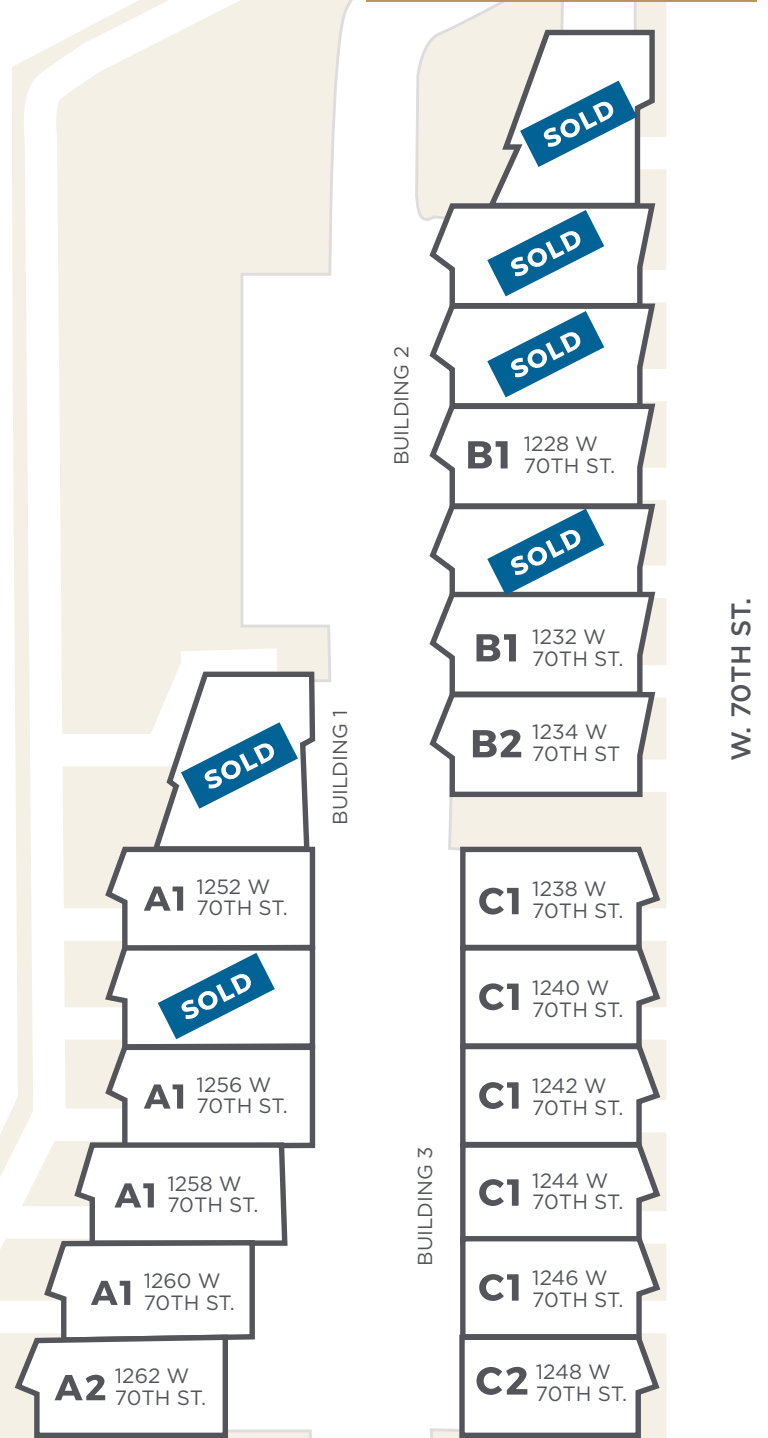 SOLD
SOLD
SOLD
BUILDING 2
B1 1228 W
70TH ST.
SOLD
B1 1232 W
70TH ST.
B2 1234 W
70TH ST
W. 70TH ST.
SOLD
BUILDING 1
A1 1252 W
70TH ST.
SOLD
A1 1256 W
70TH ST.
A1 1258 W
70TH ST.
A1 1260 W
70TH ST.
A2 1262 W
70TH ST.
C1 1238 W
70TH ST.
C1 1240 W
70TH ST.
C1 1242 W
70TH ST.
BUILDING 3
C1 1244 W
70TH ST.
C1 1246 W
70TH ST.
C2 1248 W
70TH ST.